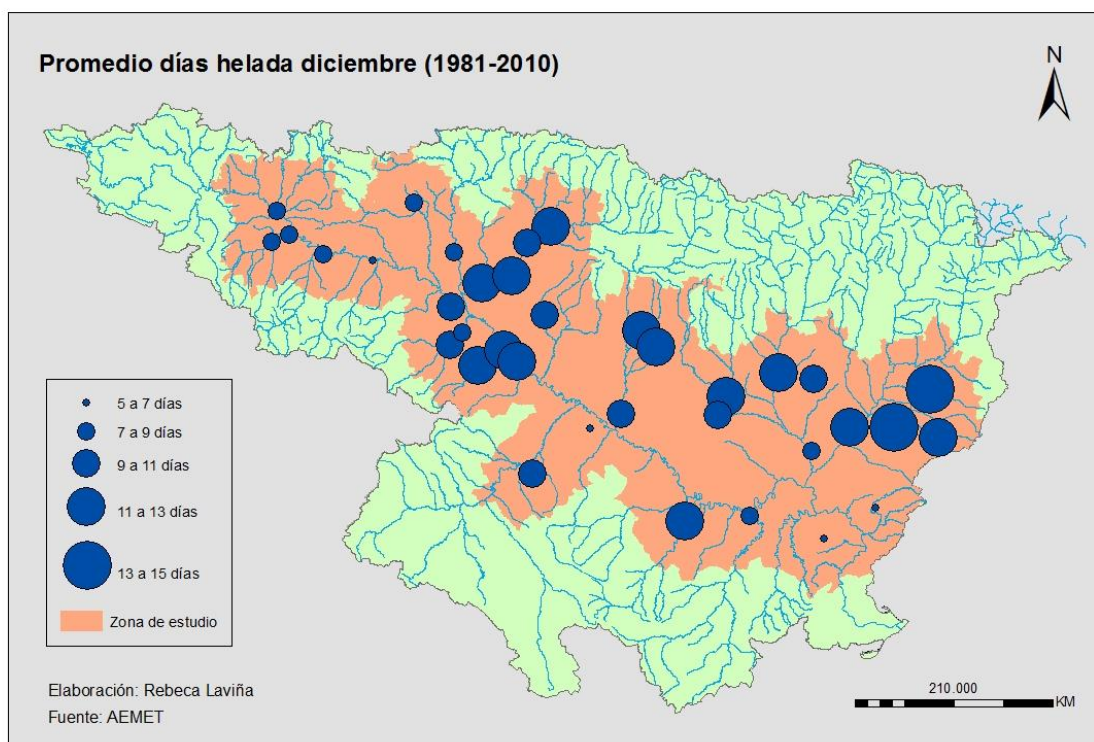 Promedio días helada diciembre (1981-2010)
N
5 a 7 días
7 a 9 días
9 a 11 días
11 a 13 días
13 a 15 días
Zona de estudio
Elaboración: Rebeca Laviña
Fuente: AEMET
210.000
KM